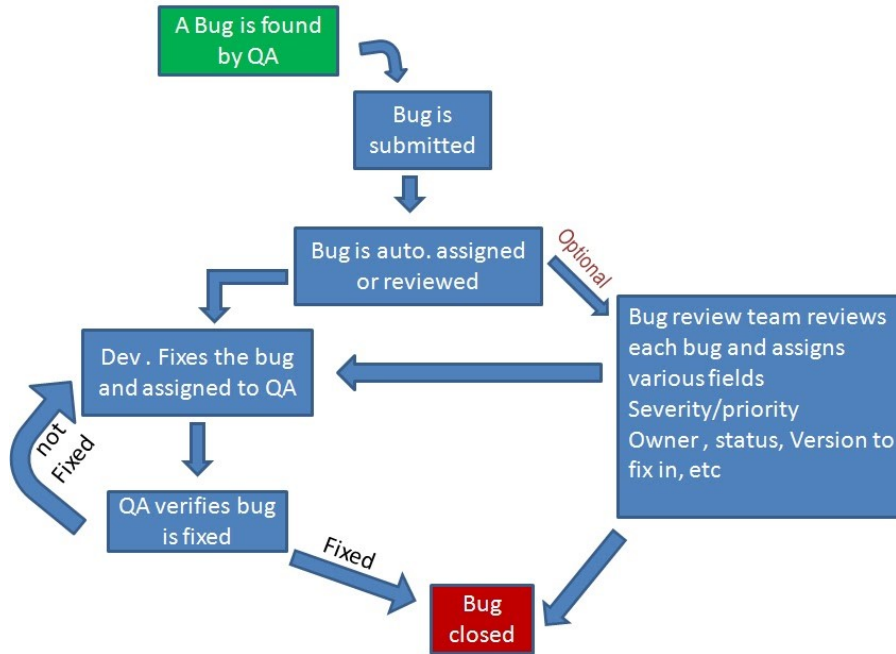 A Bug is found
by QA
Bug is
submitted
Bug is auto. assigned
or reviewed
Optional
Bug review team reviews
each bug and assigns
various fields
Severity/priority
Owner , status, Version to
fix in, etc
Dev . Fixes the bug
and assigned to QA
not
Fixed
QA verifies bug
is fixed
Fixed
Bug
closed